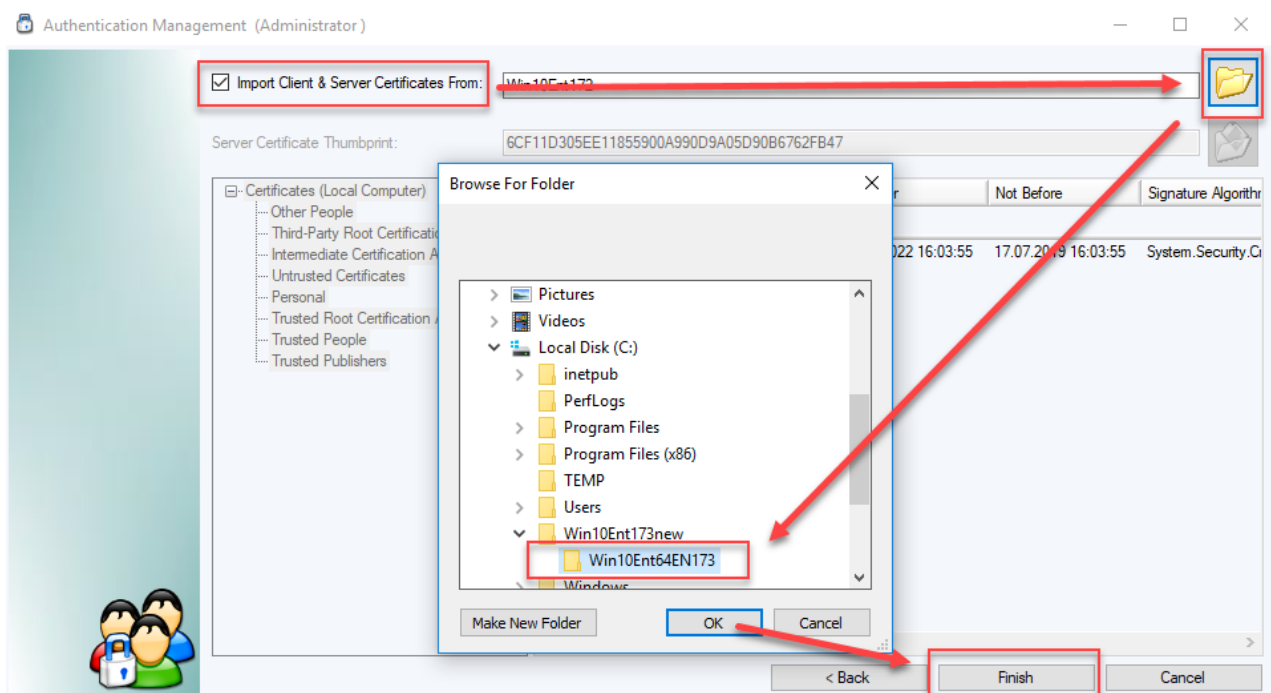 Authentication Management (Administrator )
Import Client & Server Certificates From:
Win10Ent173
Server Certificate Thumbprint:
6CF11D305EE11855900A990D9A05D90B6762FB47
Certificates (Local Computer)
Other People
Third-Party Root Certificatio
Intermediate Certification A
Untrusted Certificates
Personal
Trusted Root Certification A
Trusted People
Trusted Publishers
r
Not Before
Signature Algorithr
022 16:03:55
17.07.2019 16:03:55
System.Security.Cr
Browse For Folder
Pictures
Videos
Local Disk (C:)
inetpub
PerfLogs
Program Files
Program Files (x86)
TEMP
Users
Win10Ent173new
Win10Ent64EN173
Windows
Make New Folder
OK
Cancel
< Back
Finish
Cancel